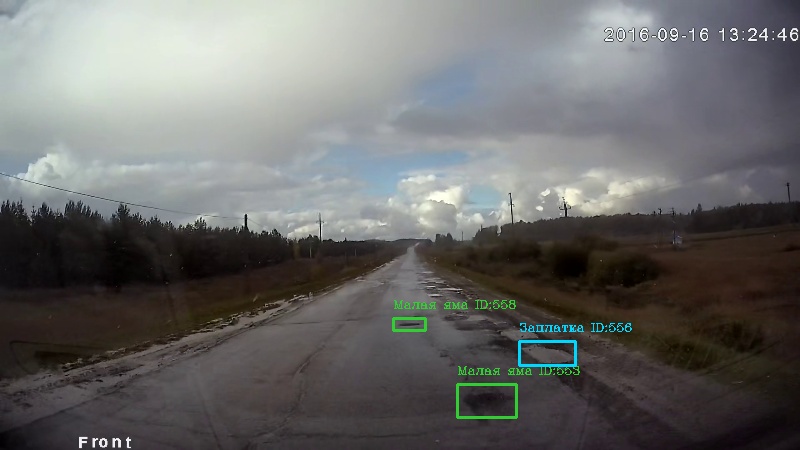 2016-09-16 13:24:46
Малая яма ID:558
Заплатка ID:556
Малая яма ID:553
Front